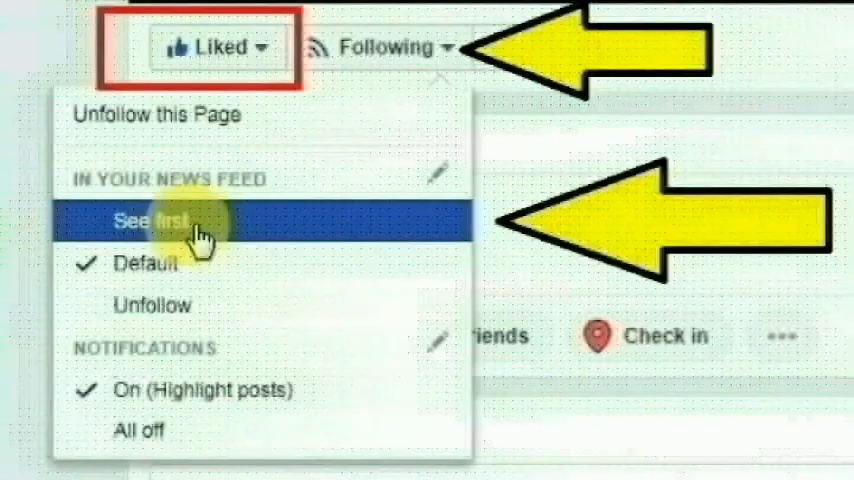 Liked Following
Unfollow this Page
IN YOUR NEWS FEED
See first
Default
Unfollow
riends Check in
NOTIFICATIONS
On (Highlight posts)
All off